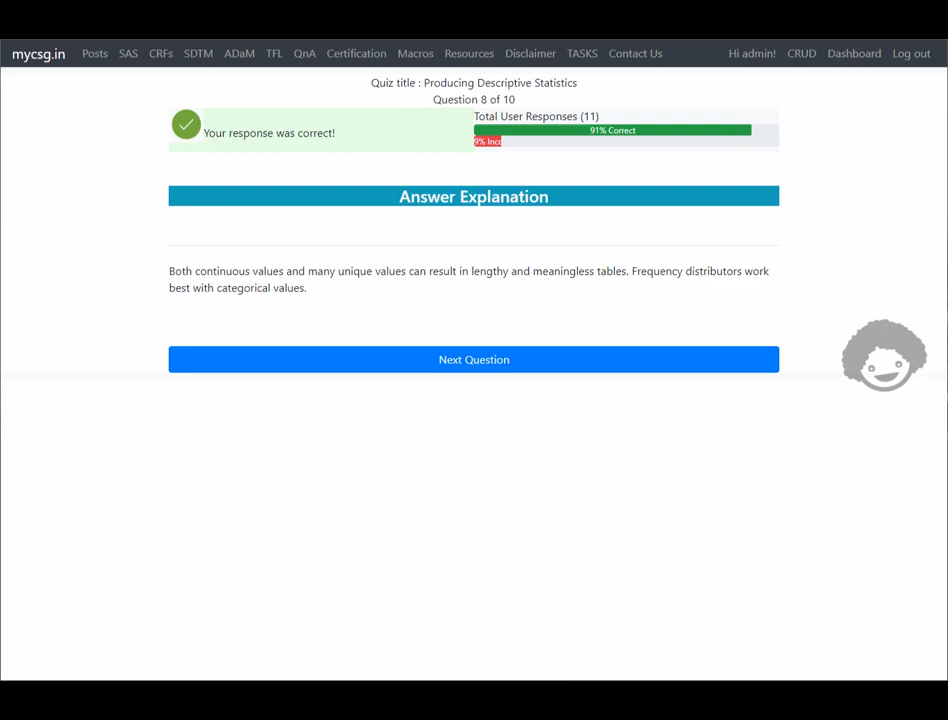 mycsg.in Posts SAS CRFs SDTM ADaM TFL QnA Certification Macros Resources Disclaimer TASKS Contact Us Hi admin! CRUD Dashboard Log out
Quiz title : Producing Descriptive Statistics
Question 8 of 10
Your response was correct!
Total User Responses (11)
91% Correct
9% Inco
Answer Explanation
Both continuous values and many unique values can result in lengthy and meaningless tables. Frequency distributors work
best with categorical values.
Next Question